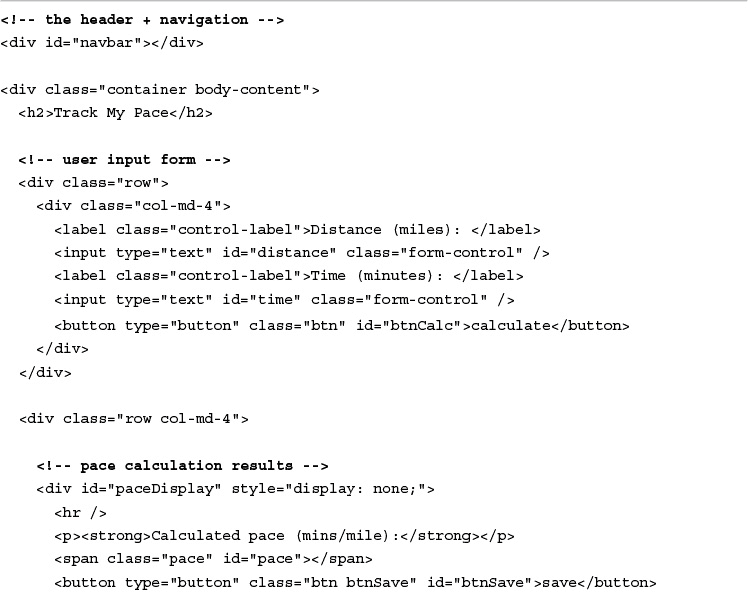 <!-- the header + navigation -->
<div id="navbar"></div>

<div class="container body-content">
  <h2>Track My Pace</h2>

  <!-- user input form -->
  <div class="row">
    <div class="col-md-4">
      <label class="control-label">Distance (miles): </label>
      <input type="text" id="distance" class="form-control" />
      <label class="control-label">Time (minutes): </label>
      <input type="text" id="time" class="form-control" />
      <button type="button" class="btn" id="btnCalc">calculate</button>
    </div>
  </div>

  <div class="row col-md-4">

    <!-- pace calculation results -->
    <div id="paceDisplay" style="display: none;">
      <hr />
      <p><strong>Calculated pace (mins/mile):</strong></p>
      <span class="pace" id="pace"></span>
      <button type="button" class="btn btnSave" id="btnSave">save</button>